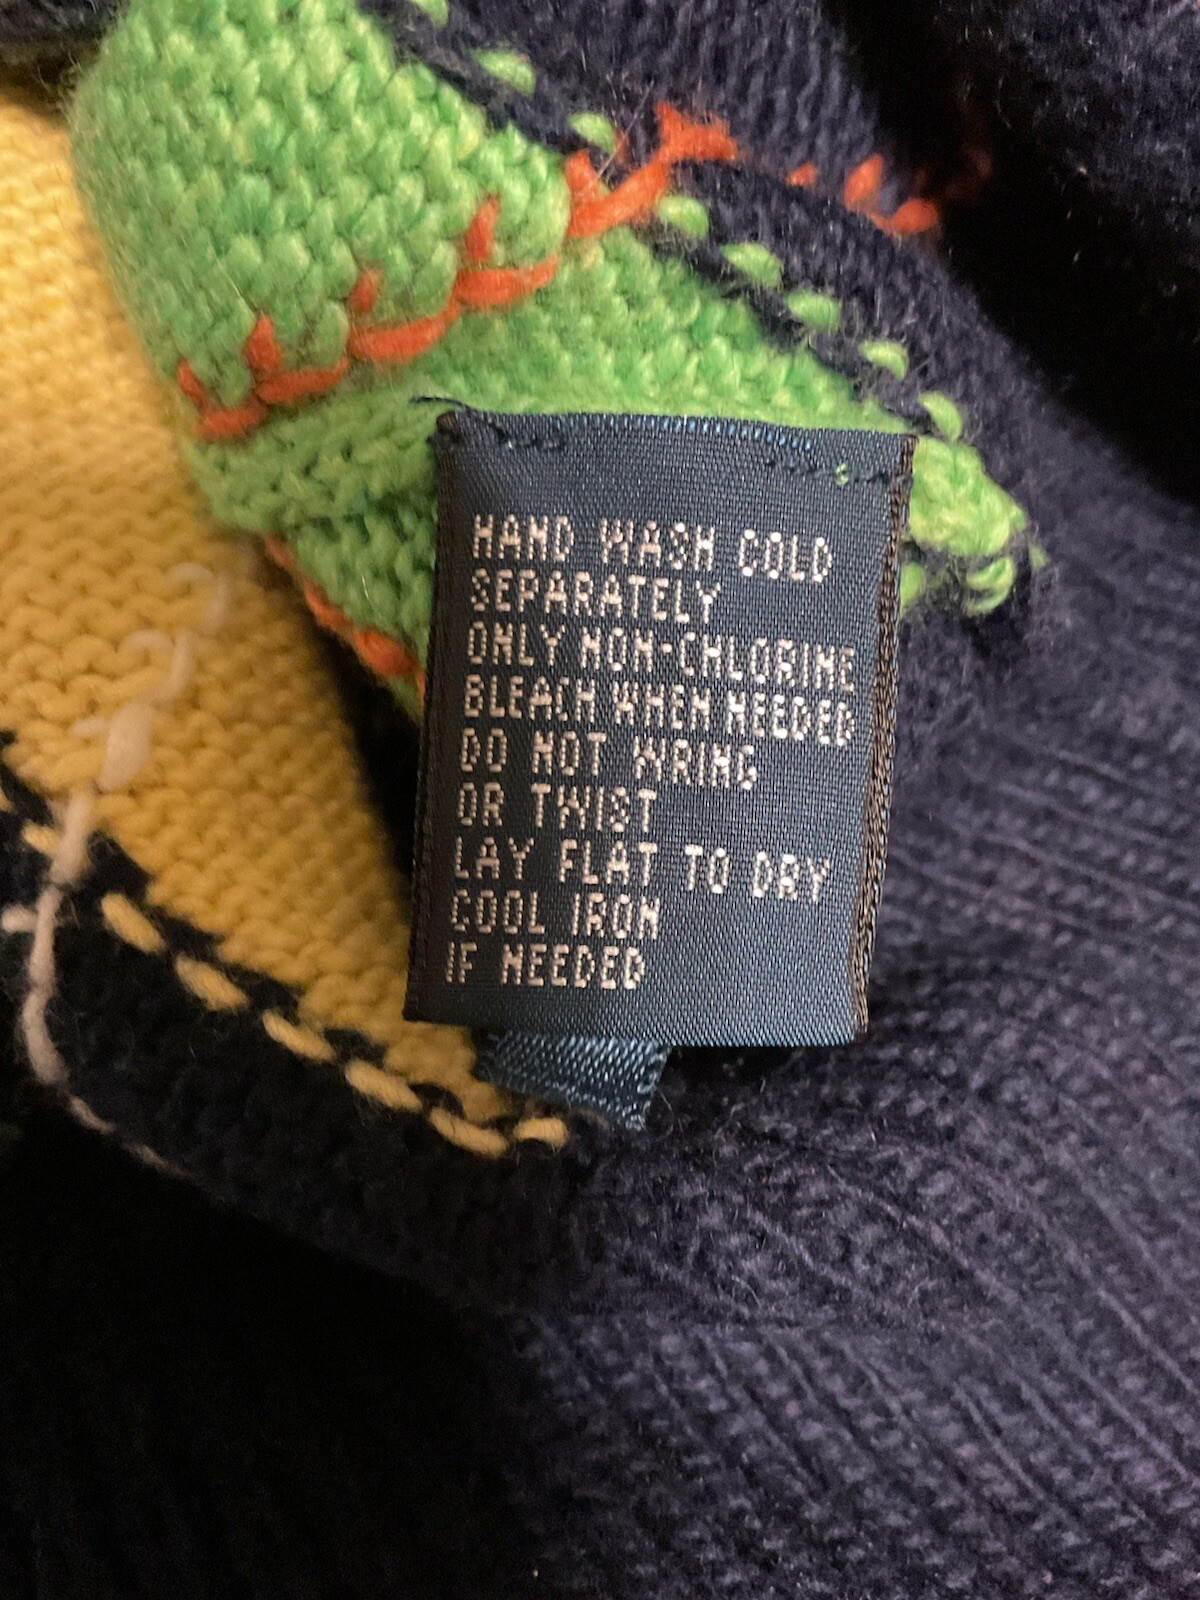 HAND WASH COLD
SEPARATELY
ONLY NON-CHLORINE
BLEACH WHEN NEEDED
DO NOT WRING
OR TWIST
LAY FLAT TO DRY
COOL IRON
IF NEEDED